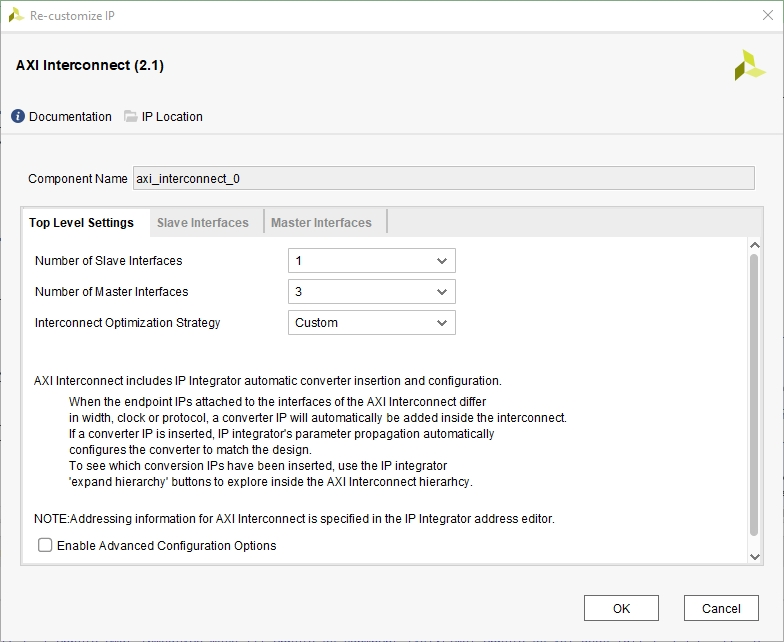 Re-customize IP
AXI Interconnect (2.1)
Documentation IP Location
Component Name axi_interconnect_0
Top Level Settings Slave Interfaces Master Interfaces
Number of Slave Interfaces 1
Number of Master Interfaces 3
Interconnect Optimization Strategy Custom
AXI Interconnect includes IP Integrator automatic converter insertion and configuration.
When the endpoint IPs attached to the interfaces of the AXI Interconnect differ
in width, clock or protocol, a converter IP will automatically be added inside the interconnect.
If a converter IP is inserted, IP integrator's parameter propagation automatically
configures the converter to match the design.
To see which conversion IPs have been inserted, use the IP integrator
'expand hierarchy' buttons to explore inside the AXI Interconnect hierarhcy.
NOTE:Addressing information for AXI Interconnect is specified in the IP Integrator address editor.
Enable Advanced Configuration Options
OK Cancel